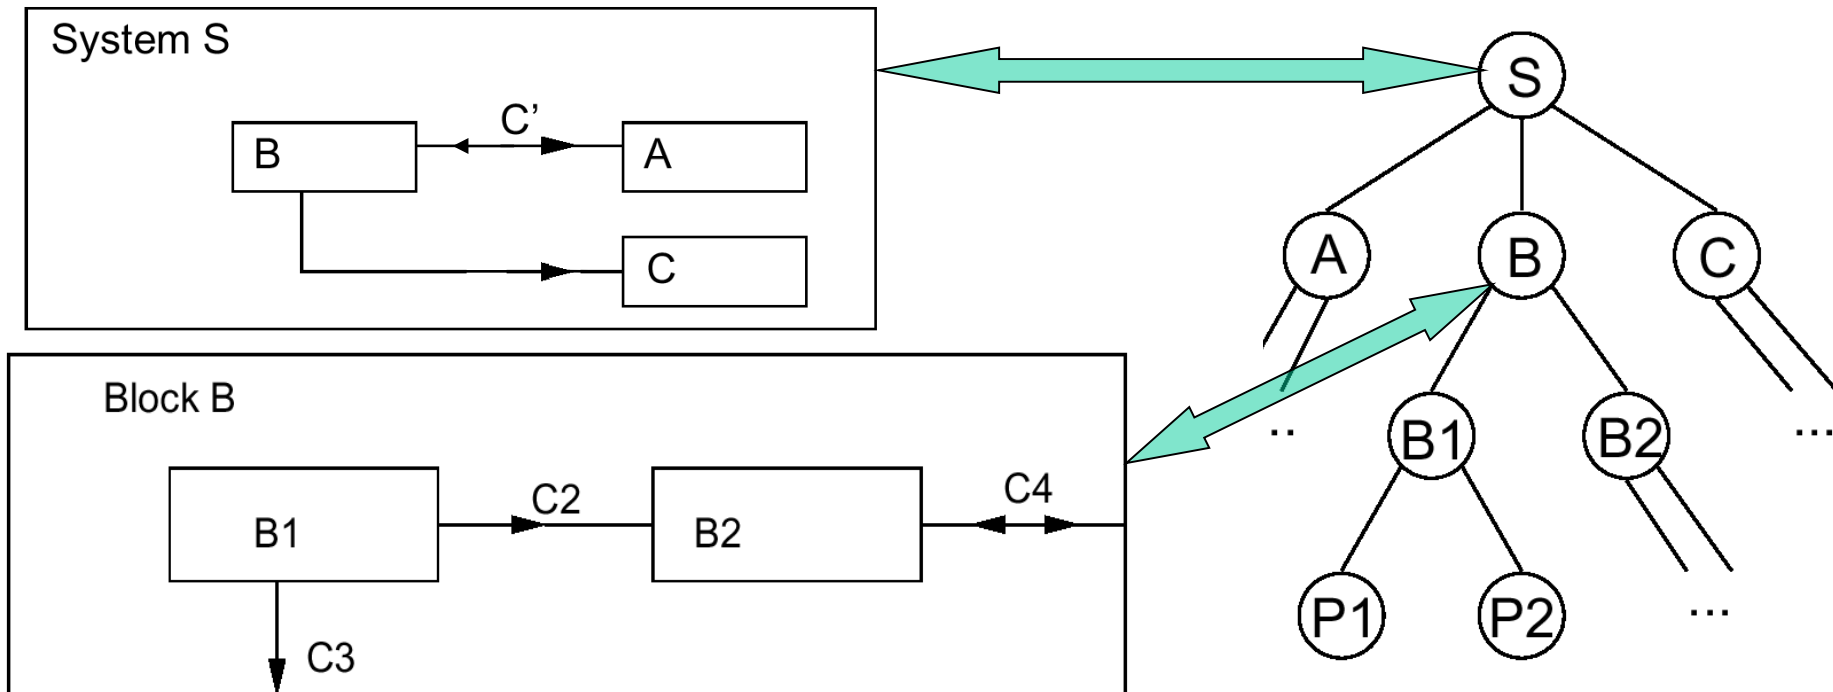 System S
C’
B
A
C
Block B
B1
C2
B2
C4
C3
S
A
B
C
..
B1
B2
...
P1
P2
...